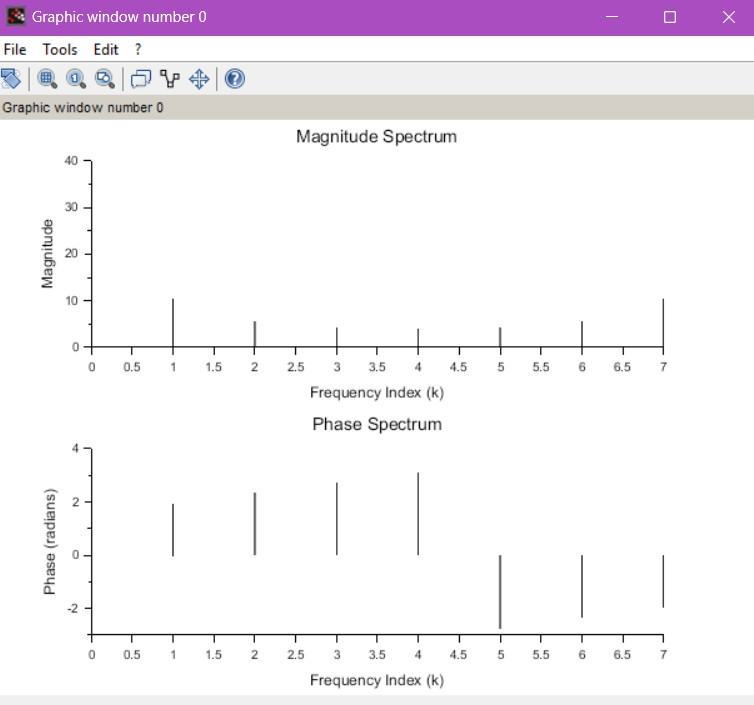 Graphic window number 0
File Tools Edit ?
Graphic window number 0
Magnitude Spectrum
40
30
20
10
0
Magnitude
0 0.5 1 1.5 2 2.5 3 3.5 4 4.5 5 5.5 6 6.5 7
Frequency Index (k)
Phase Spectrum
4
2
0
-2
Phase (radians)
0 0.5 1 1.5 2 2.5 3 3.5 4 4.5 5 5.5 6 6.5 7
Frequency Index (k)